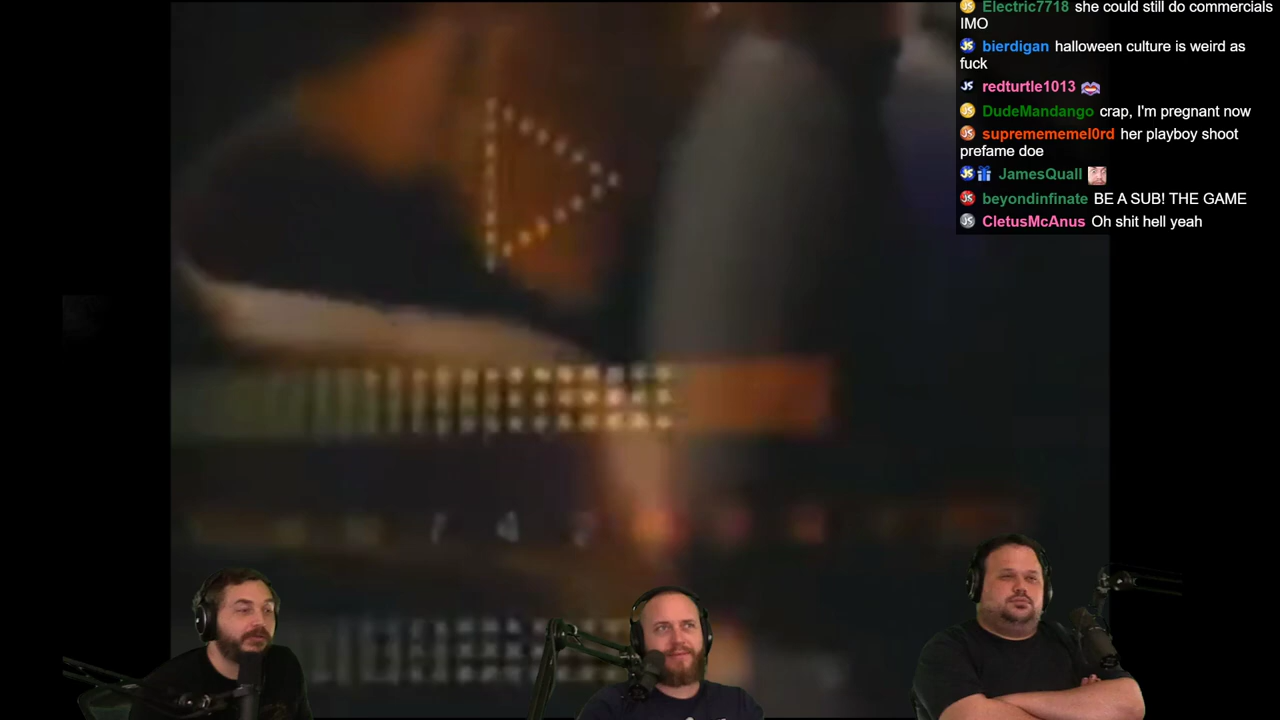 Electric7718 she could still do commercials
IMO
bierdigan halloween culture is weird as
fuck
redturtle1013
DudeMandango crap, I'm pregnant now
supremememel0rd her playboy shoot
prefame doe
JamesQuall
beyondinfinate BE A SUB! THE GAME
CletusMcAnus Oh shit hell yeah